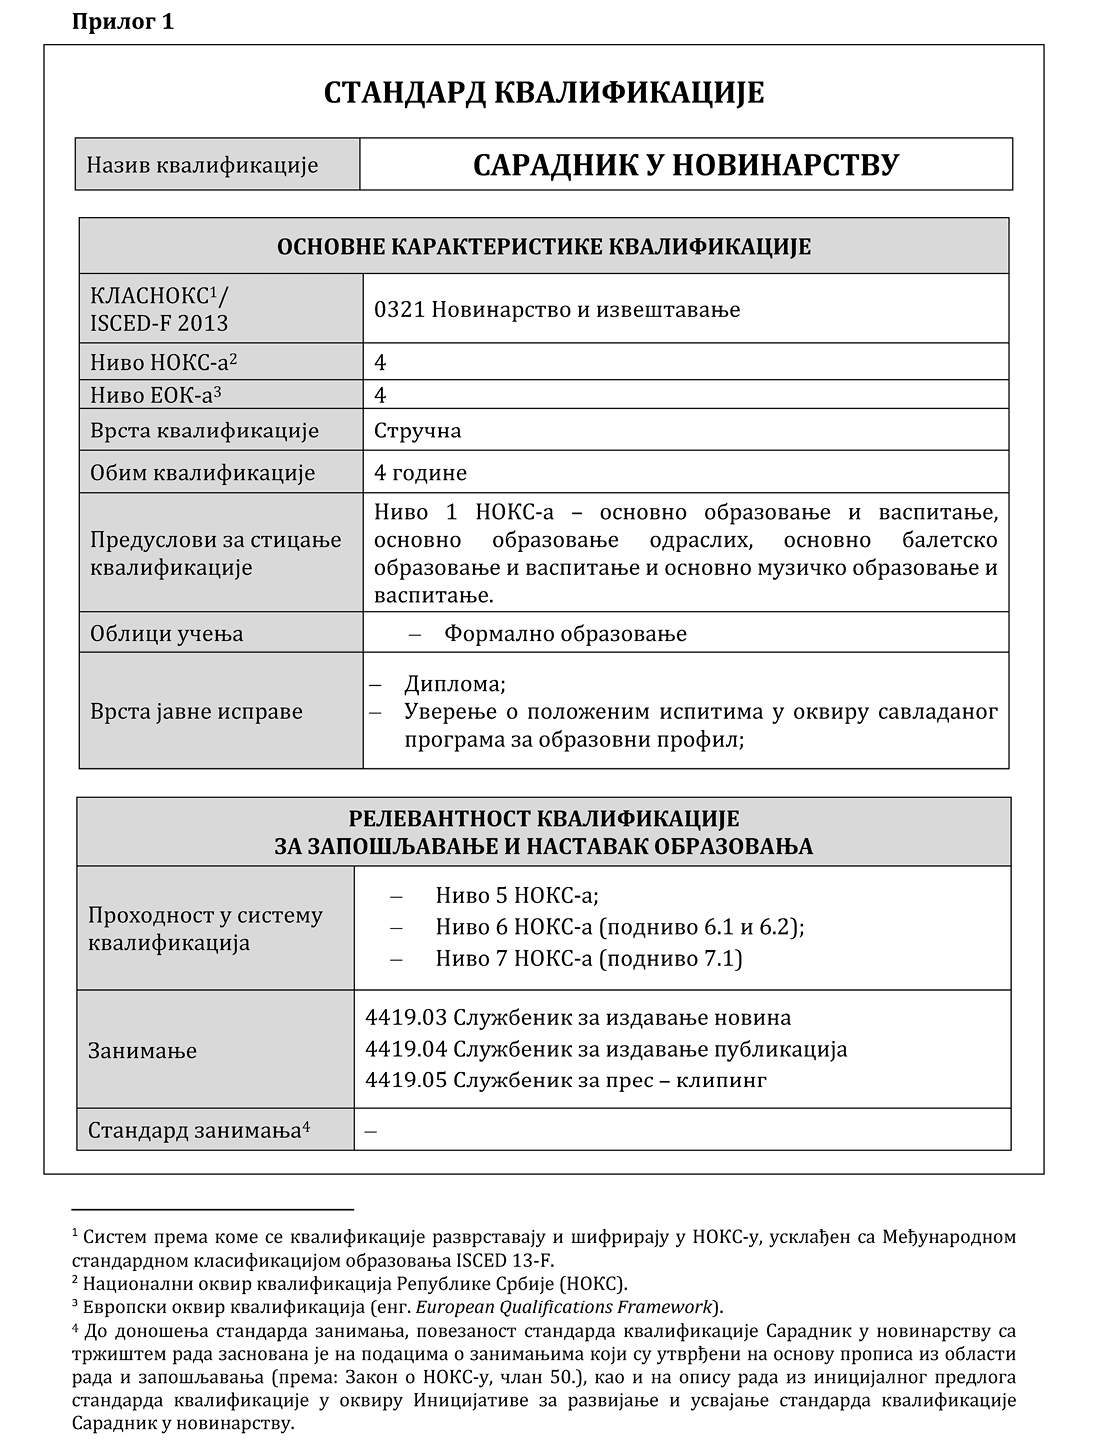 Прилог 1
СТАНДАРД КВАЛИФИКАЦИЈЕ
Назив квалификације
САРАДНИК У НОВИНАРСТВУ
ОСНОВНЕ КАРАКТЕРИСТИКЕ КВАЛИФИКАЦИЈЕ
КЛАСНОКС¹/
ISCED-F 2013
0321 Новинарство и извештавање
Ниво НОКС-а²
4
Ниво ЕОК-а³
4
Врста квалификације
Стручна
Обим квалификације
4 године
Предуслови за стицање
квалификације
Ниво 1 НОКС-а – основно образовање и васпитање,
основно образовање одраслих, основно балетско
образовање и васпитање и основно музичко образовање и
васпитање.
Облици учења
– Формално образовање
Врста јавне исправе
– Диплома;
– Уверење о положеним испитима у оквиру савладаног
програма за образовни профил;
РЕЛЕВАНТНОСТ КВАЛИФИКАЦИЈЕ
ЗА ЗАПОШЉАВАЊЕ И НАСТАВАК ОБРАЗОВАЊА
Проходност у систему
квалификација
– Ниво 5 НОКС-а;
– Ниво 6 НОКС-а (подниво 6.1 и 6.2);
– Ниво 7 НОКС-а (подниво 7.1)
Занимање
4419.03 Службеник за издавање новина
4419.04 Службеник за издавање публикација
4419.05 Службеник за прес – клипинг
Стандард занимања⁴
–
¹ Систем према коме се квалификације разврставају и шифрирају у НОКС-у, усклађен са Међународном
стандардном класификацијом образовања ISCED 13-F.
² Национални оквир квалификација Републике Србије (НОКС).
³ Европски оквир квалификација (енг. European Qualifications Framework).
⁴ До доношења стандарда занимања, повезаност стандарда квалификације Сарадник у новинарству са
тржиштем рада заснована је на подацима о занимањима који су утврђени на основу прописа из области
рада и запошљавања (према: Закон о НОКС-у, члан 50.), као и на опису рада из иницијалног предлога
стандарда квалификације у оквиру Иницијативе за развијање и усвајање стандарда квалификације
Сарадник у новинарству.